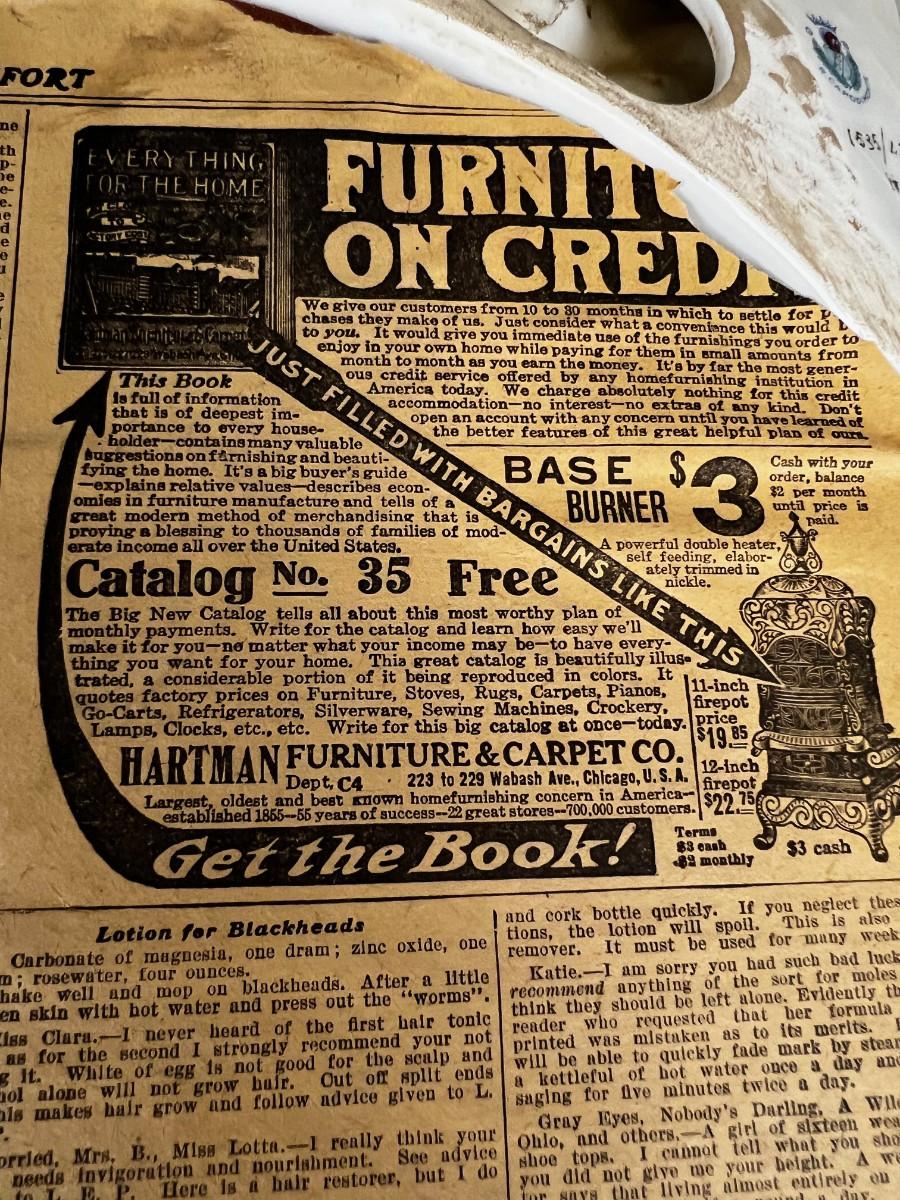 FORT
EVERYTHING
FOR THE HOME
FURNIT
ON CREDI
We give our customers from 10 to 30 months in which to settle for p
chases they make of us. Just consider what a convenience this would b
to you. It would give you immediate use of the furnishings you order to
enjoy in your own home while paying for them in small amounts from
month to month as you earn the money. It's by far the most gener-
ous credit service offered by any homefurnishing institution in
America today. We charge absolutely nothing for this credit
accommodation—no interest—no extras of any kind. Don't
open an account with any concern until you have learned of
the better features of this great helpful plan of ours.
JUST FILLED WITH BARGAINS LIKE THIS
This Book
is full of information
that is of deepest im-
portance to every house-
holder—contains many valuable
suggestions on furnishing and beauti-
fying the home. It's a big buyer's guide
—explains relative values—describes econ-
omies in furniture manufacture and tells of a
great modern method of merchandising that is
proving a blessing to thousands of families of mod-
erate income all over the United States.
BASE
BURNER
$3
Cash with your
order, balance
$2 per month
until price is
paid.
A powerful double heater,
self feeding, elabor-
ately trimmed in
nickle.
Catalog No. 35 Free
The Big New Catalog tells all about this most worthy plan of
monthly payments. Write for the catalog and learn how easy we'll
make it for you—no matter what your income may be—to have every-
thing you want for your home. This great catalog is beautifully illus-
trated, a considerable portion of it being reproduced in colors. It
quotes factory prices on Furniture, Stoves, Rugs, Carpets, Pianos,
Go-Carts, Refrigerators, Silverware, Sewing Machines, Crockery,
Lamps, Clocks, etc., etc. Write for this big catalog at once—today.
11-inch
firepot
price
$19.85
12-inch
firepot
$22.75
HARTMAN FURNITURE & CARPET CO.
Dept. C4 223 to 229 Wabash Ave., Chicago, U.S.A.
Largest, oldest and best known homefurnishing concern in America—
established 1855—55 years of success—22 great stores—700,000 customers.
Get the Book!
Terms
$3 cash
$2 monthly
$3 cash
Lotion for Blackheads
Carbonate of magnesia, one dram; zinc oxide, one
m; rosewater, four ounces.
hake well and mop on blackheads. After a little
en skin with hot water and press out the "worms".
iss Clara.—I never heard of the first hair tonic
as for the second I strongly recommend your not
g it. White of egg is not good for the scalp and
hol alone will not grow hair. Cut off split ends
his makes hair grow and follow advice given to L.
P.
orried, Mrs. B., Miss Lotta.—I really think your
needs invigoration and nourishment. See advice
to L. E. P. Here is a hair restorer, but I do
and cork bottle quickly. If you neglect thes
tions, the lotion will spoil. This is also
remover. It must be used for many week
Katie.—I am sorry you had such bad luck
recommend anything of the sort for moles
think they should be left alone. Evidently th
reader who requested that her formula
printed was mistaken as to its merits.
will be able to quickly fade mark by stear
a kettleful of hot water once a day and
saging for five minutes twice a day.
Gray Eyes, Nobody's Darling, A Wil
Ohio, and others.—A girl of sixteen wea
shoe tops. I cannot tell what you sho
you did not give me your height. A we
tor says that living almost entirely on